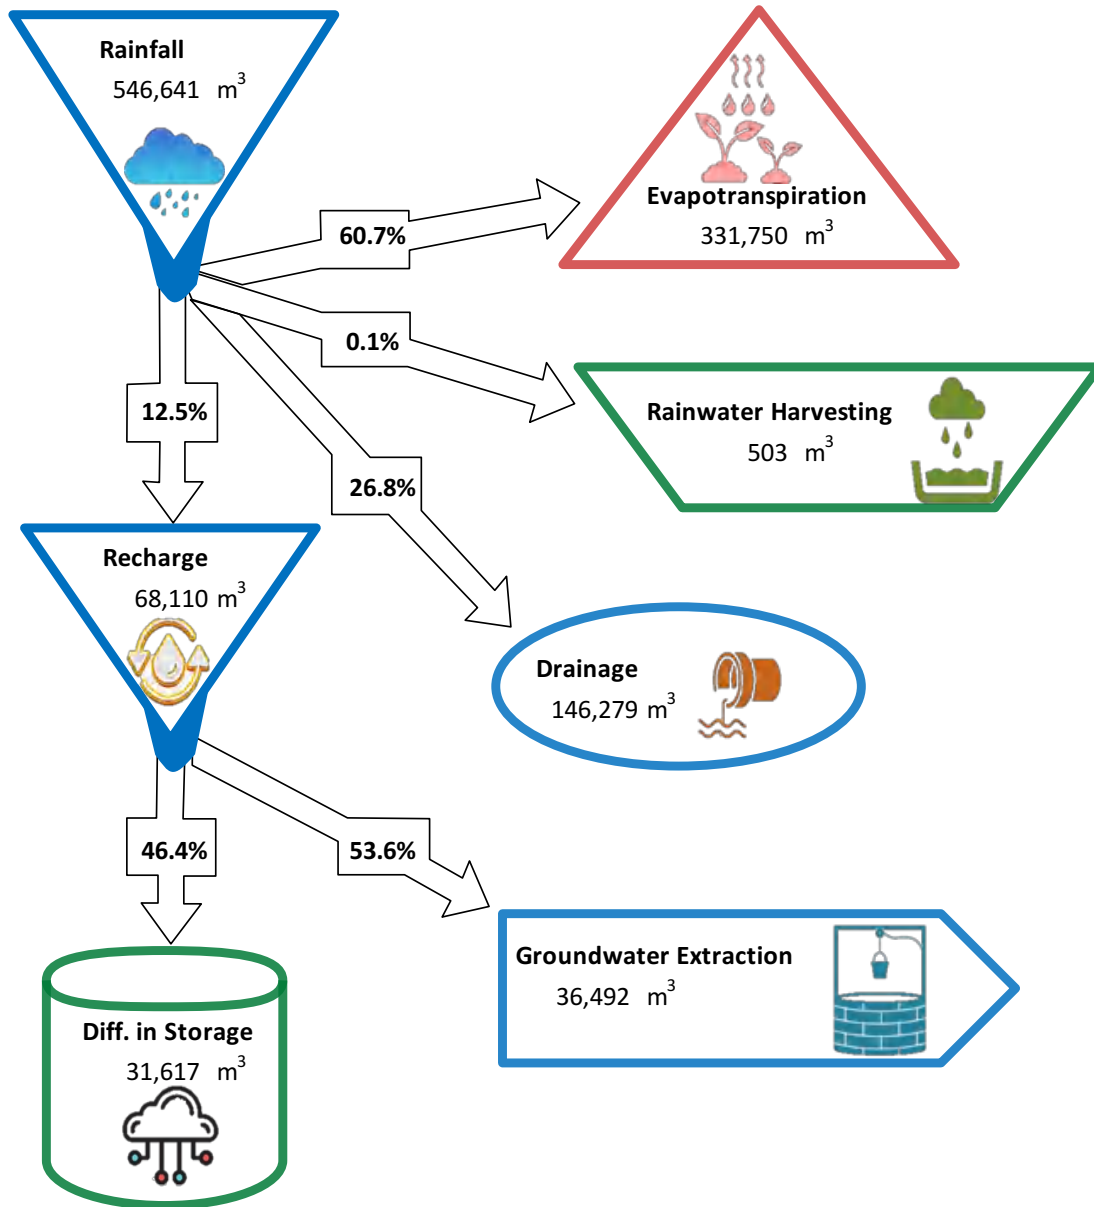 Rainfall
546,641 m³
Evapotranspiration
331,750 m³
60.7%
0.1%
Rainwater Harvesting
503 m³
12.5%
26.8%
Recharge
68,110 m³
Drainage
146,279 m³
46.4%
53.6%
Groundwater Extraction
36,492 m³
Diff. in Storage
31,617 m³